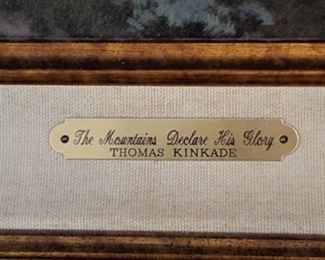 The Mountains Declare His Glory
THOMAS KINKADE